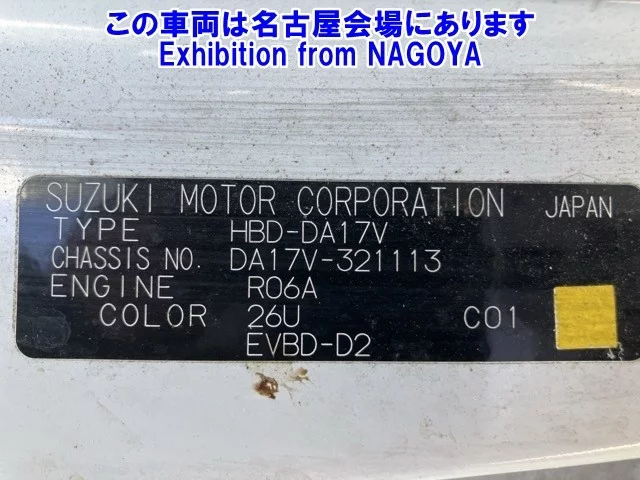 この車両は名古屋会場にあります
Exhibition from NAGOYA
SUZUKI MOTOR CORPORATION JAPAN
TYPE HBD-DA17V
CHASSIS NO. DA17V-321113
ENGINE R06A
COLOR 26U C01
EVBD-D2